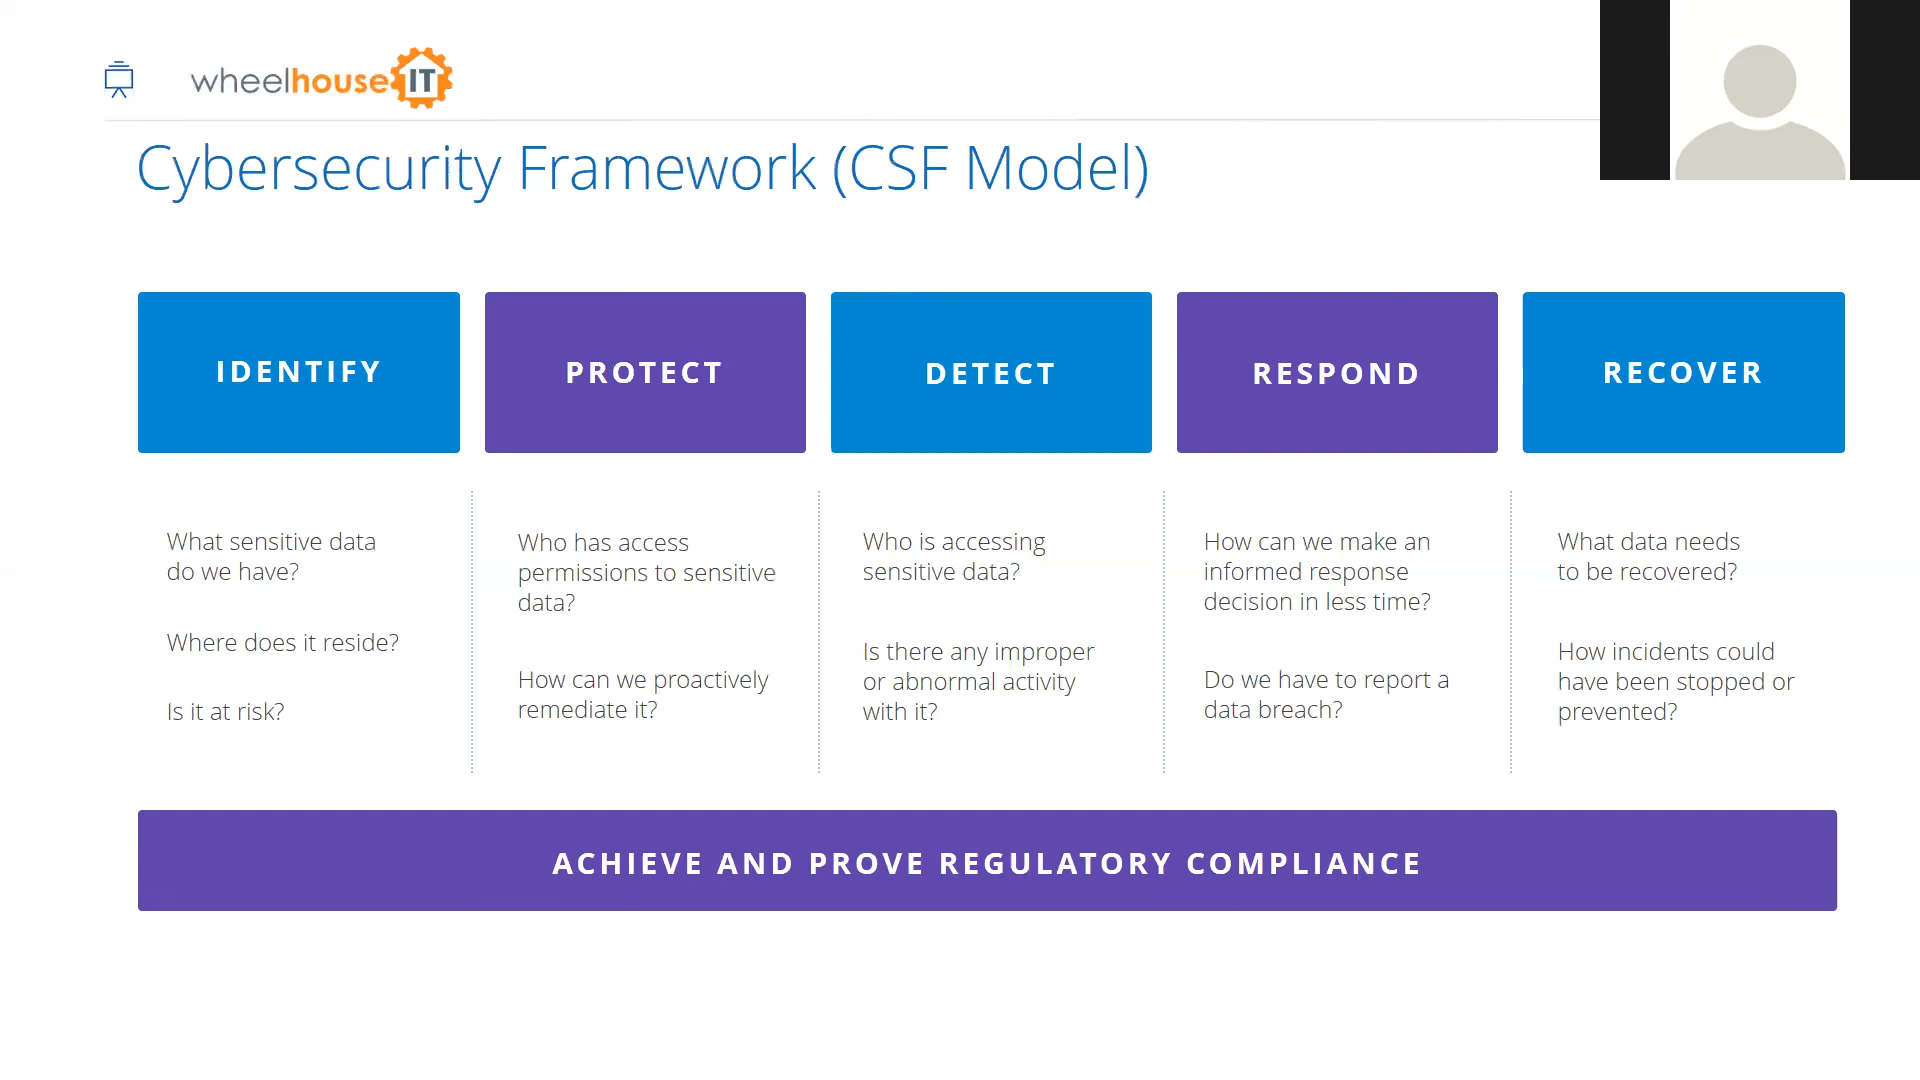 wheelhouse IT
Cybersecurity Framework (CSF Model)
IDENTIFY
PROTECT
DETECT
RESPOND
RECOVER
What sensitive data
do we have?
Where does it reside?
Is it at risk?
Who has access
permissions to sensitive
data?
How can we proactively
remediate it?
Who is accessing
sensitive data?
Is there any improper
or abnormal activity
with it?
How can we make an
informed response
decision in less time?
Do we have to report a
data breach?
What data needs
to be recovered?
How incidents could
have been stopped or
prevented?
ACHIEVE AND PROVE REGULATORY COMPLIANCE